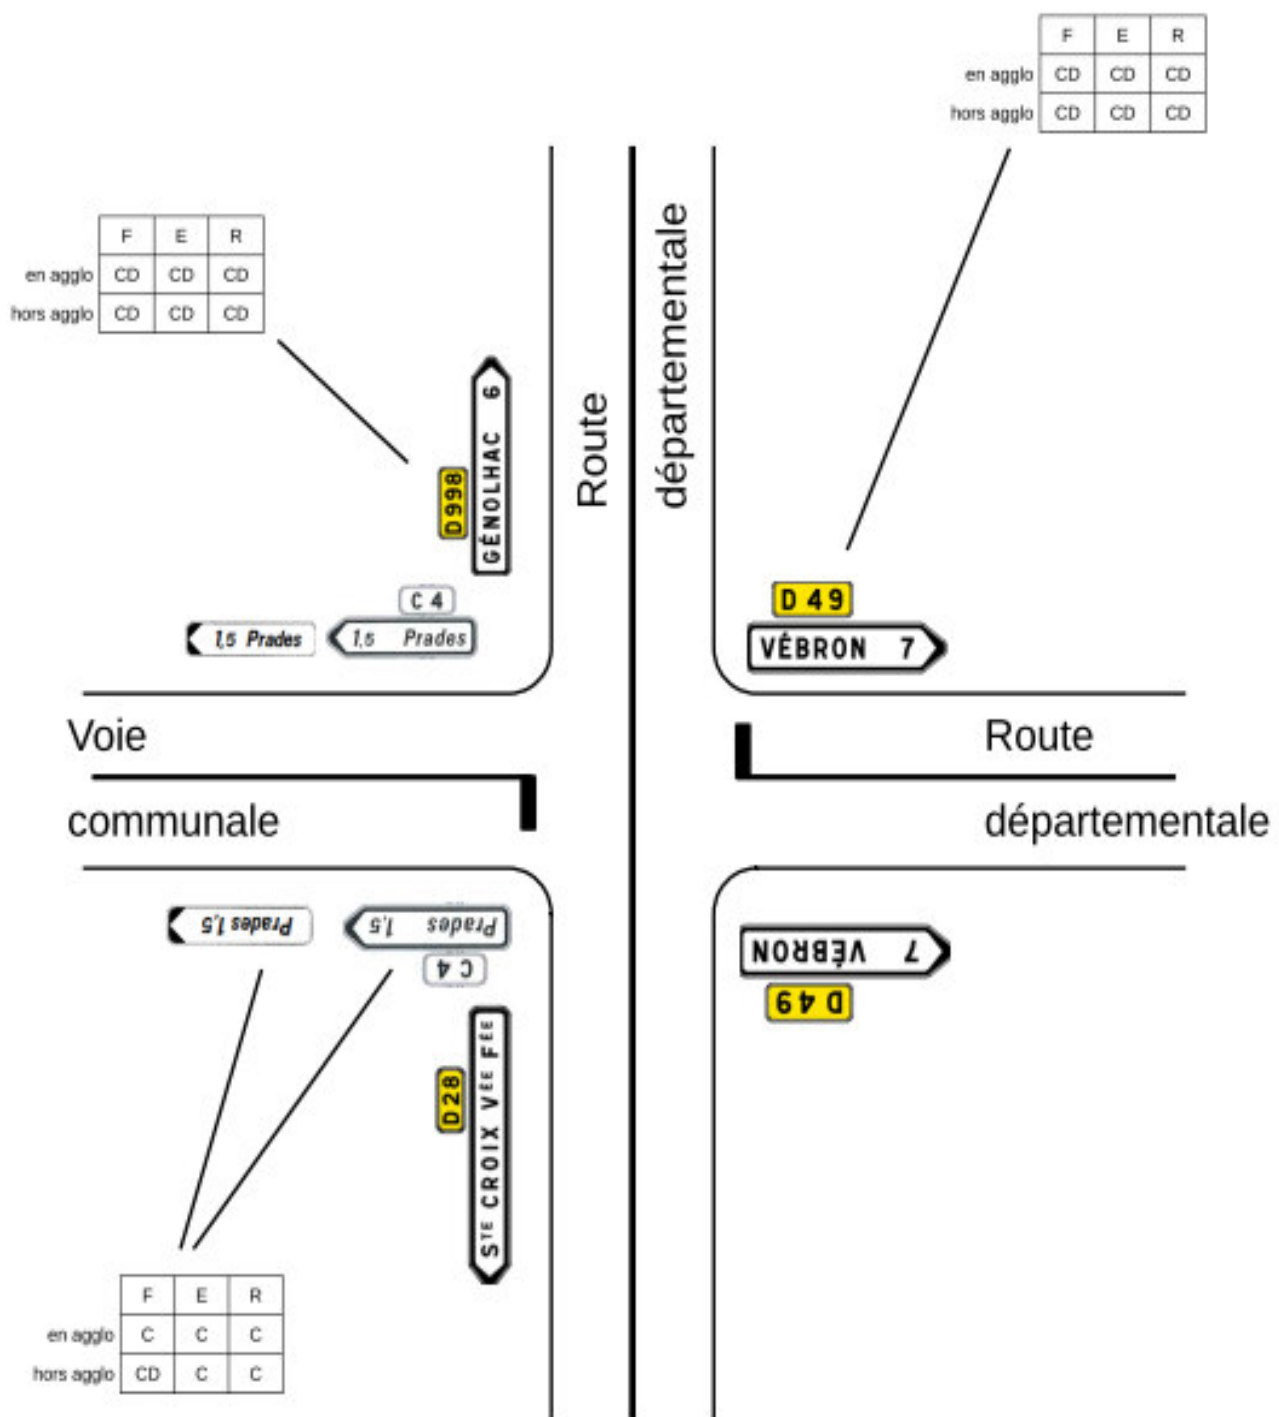 F E R
en agglo CD CD CD
hors agglo CD CD CD
F E R
en agglo CD CD CD
hors agglo CD CD CD
Route
départementale
D998
GÉNOLHAC 6
C 4
1,5 Prades
1,5 Prades
D 49
VÉBRON 7
Voie
communale
Route
départementale
Prades 1,5
Prades 1,5
C 4
VÉBRON 7
D 49
D28
STE CROIX VÉE FÉE
F E R
en agglo C C C
hors agglo CD C C